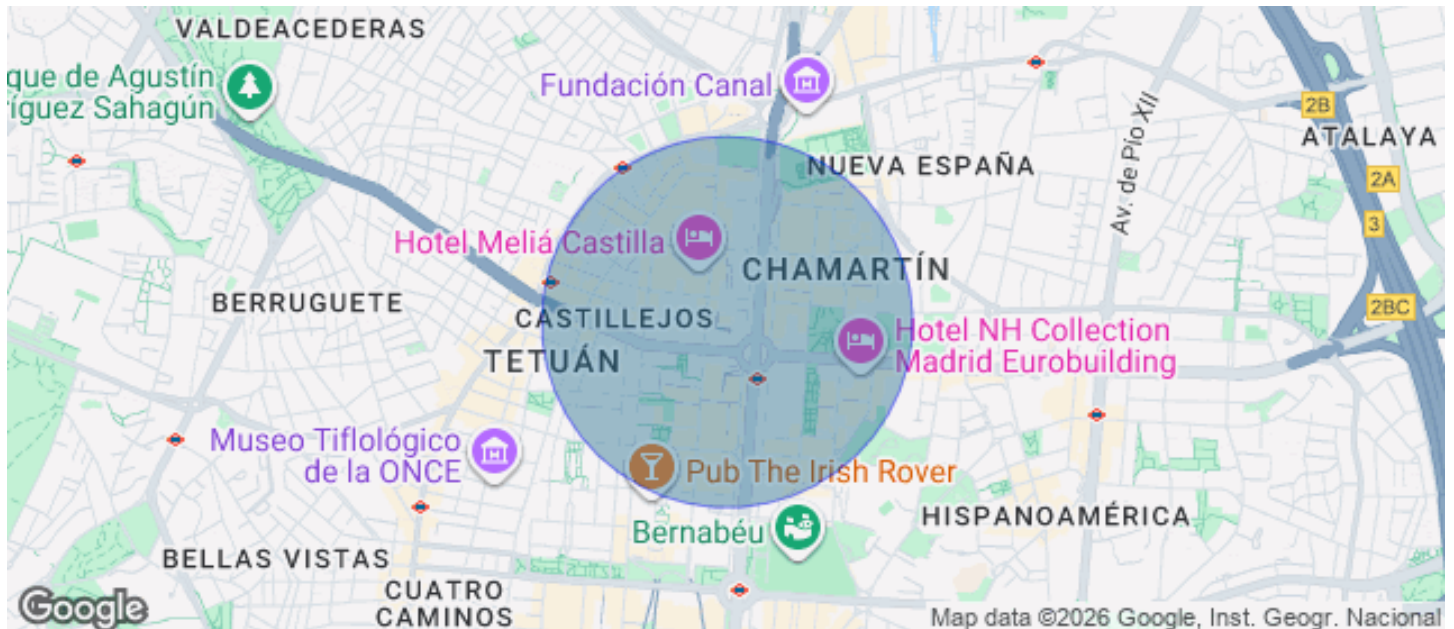 VALDEACEDERAS
que de Agustín
ríguez Sahagún
Fundación Canal
2B
ATALAYA
NUEVA ESPAÑA
Av. de Pío XII
2A
3
Hotel Meliá Castilla
CHAMARTÍN
BERRUGUETE
CASTILLEJOS
2BC
TETUÁN
Hotel NH Collection
Madrid Eurobuilding
Museo Tiflológico
de la ONCE
Pub The Irish Rover
Bernabéu
HISPANOAMÉRICA
BELLAS VISTAS
CUATRO
CAMINOS
Google
Map data ©2026 Google, Inst. Geogr. Nacional